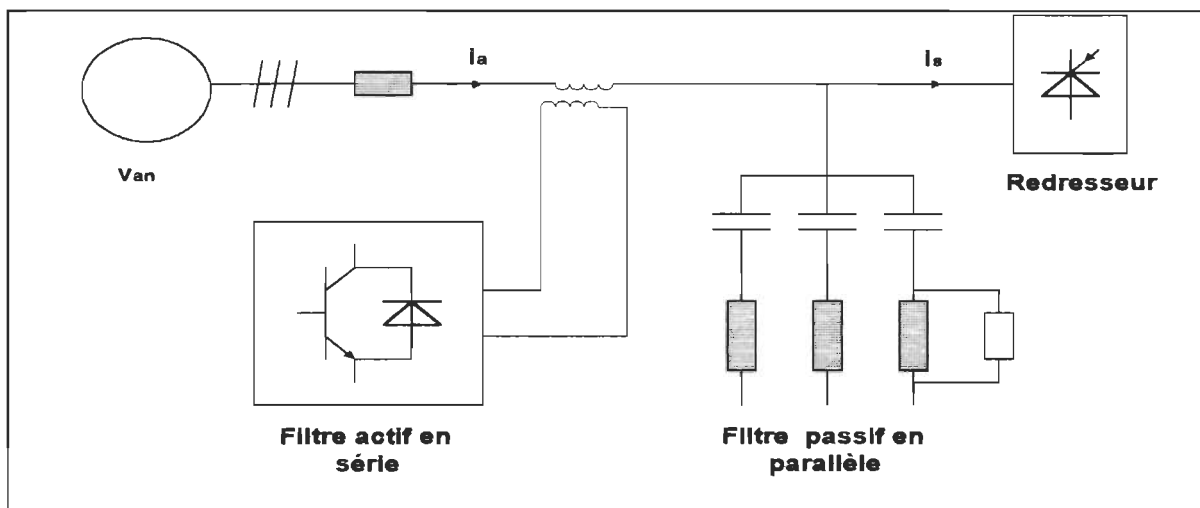 ia
is
Van
Redresseur
Filtre actif en
série
Filtre passif en
parallèle